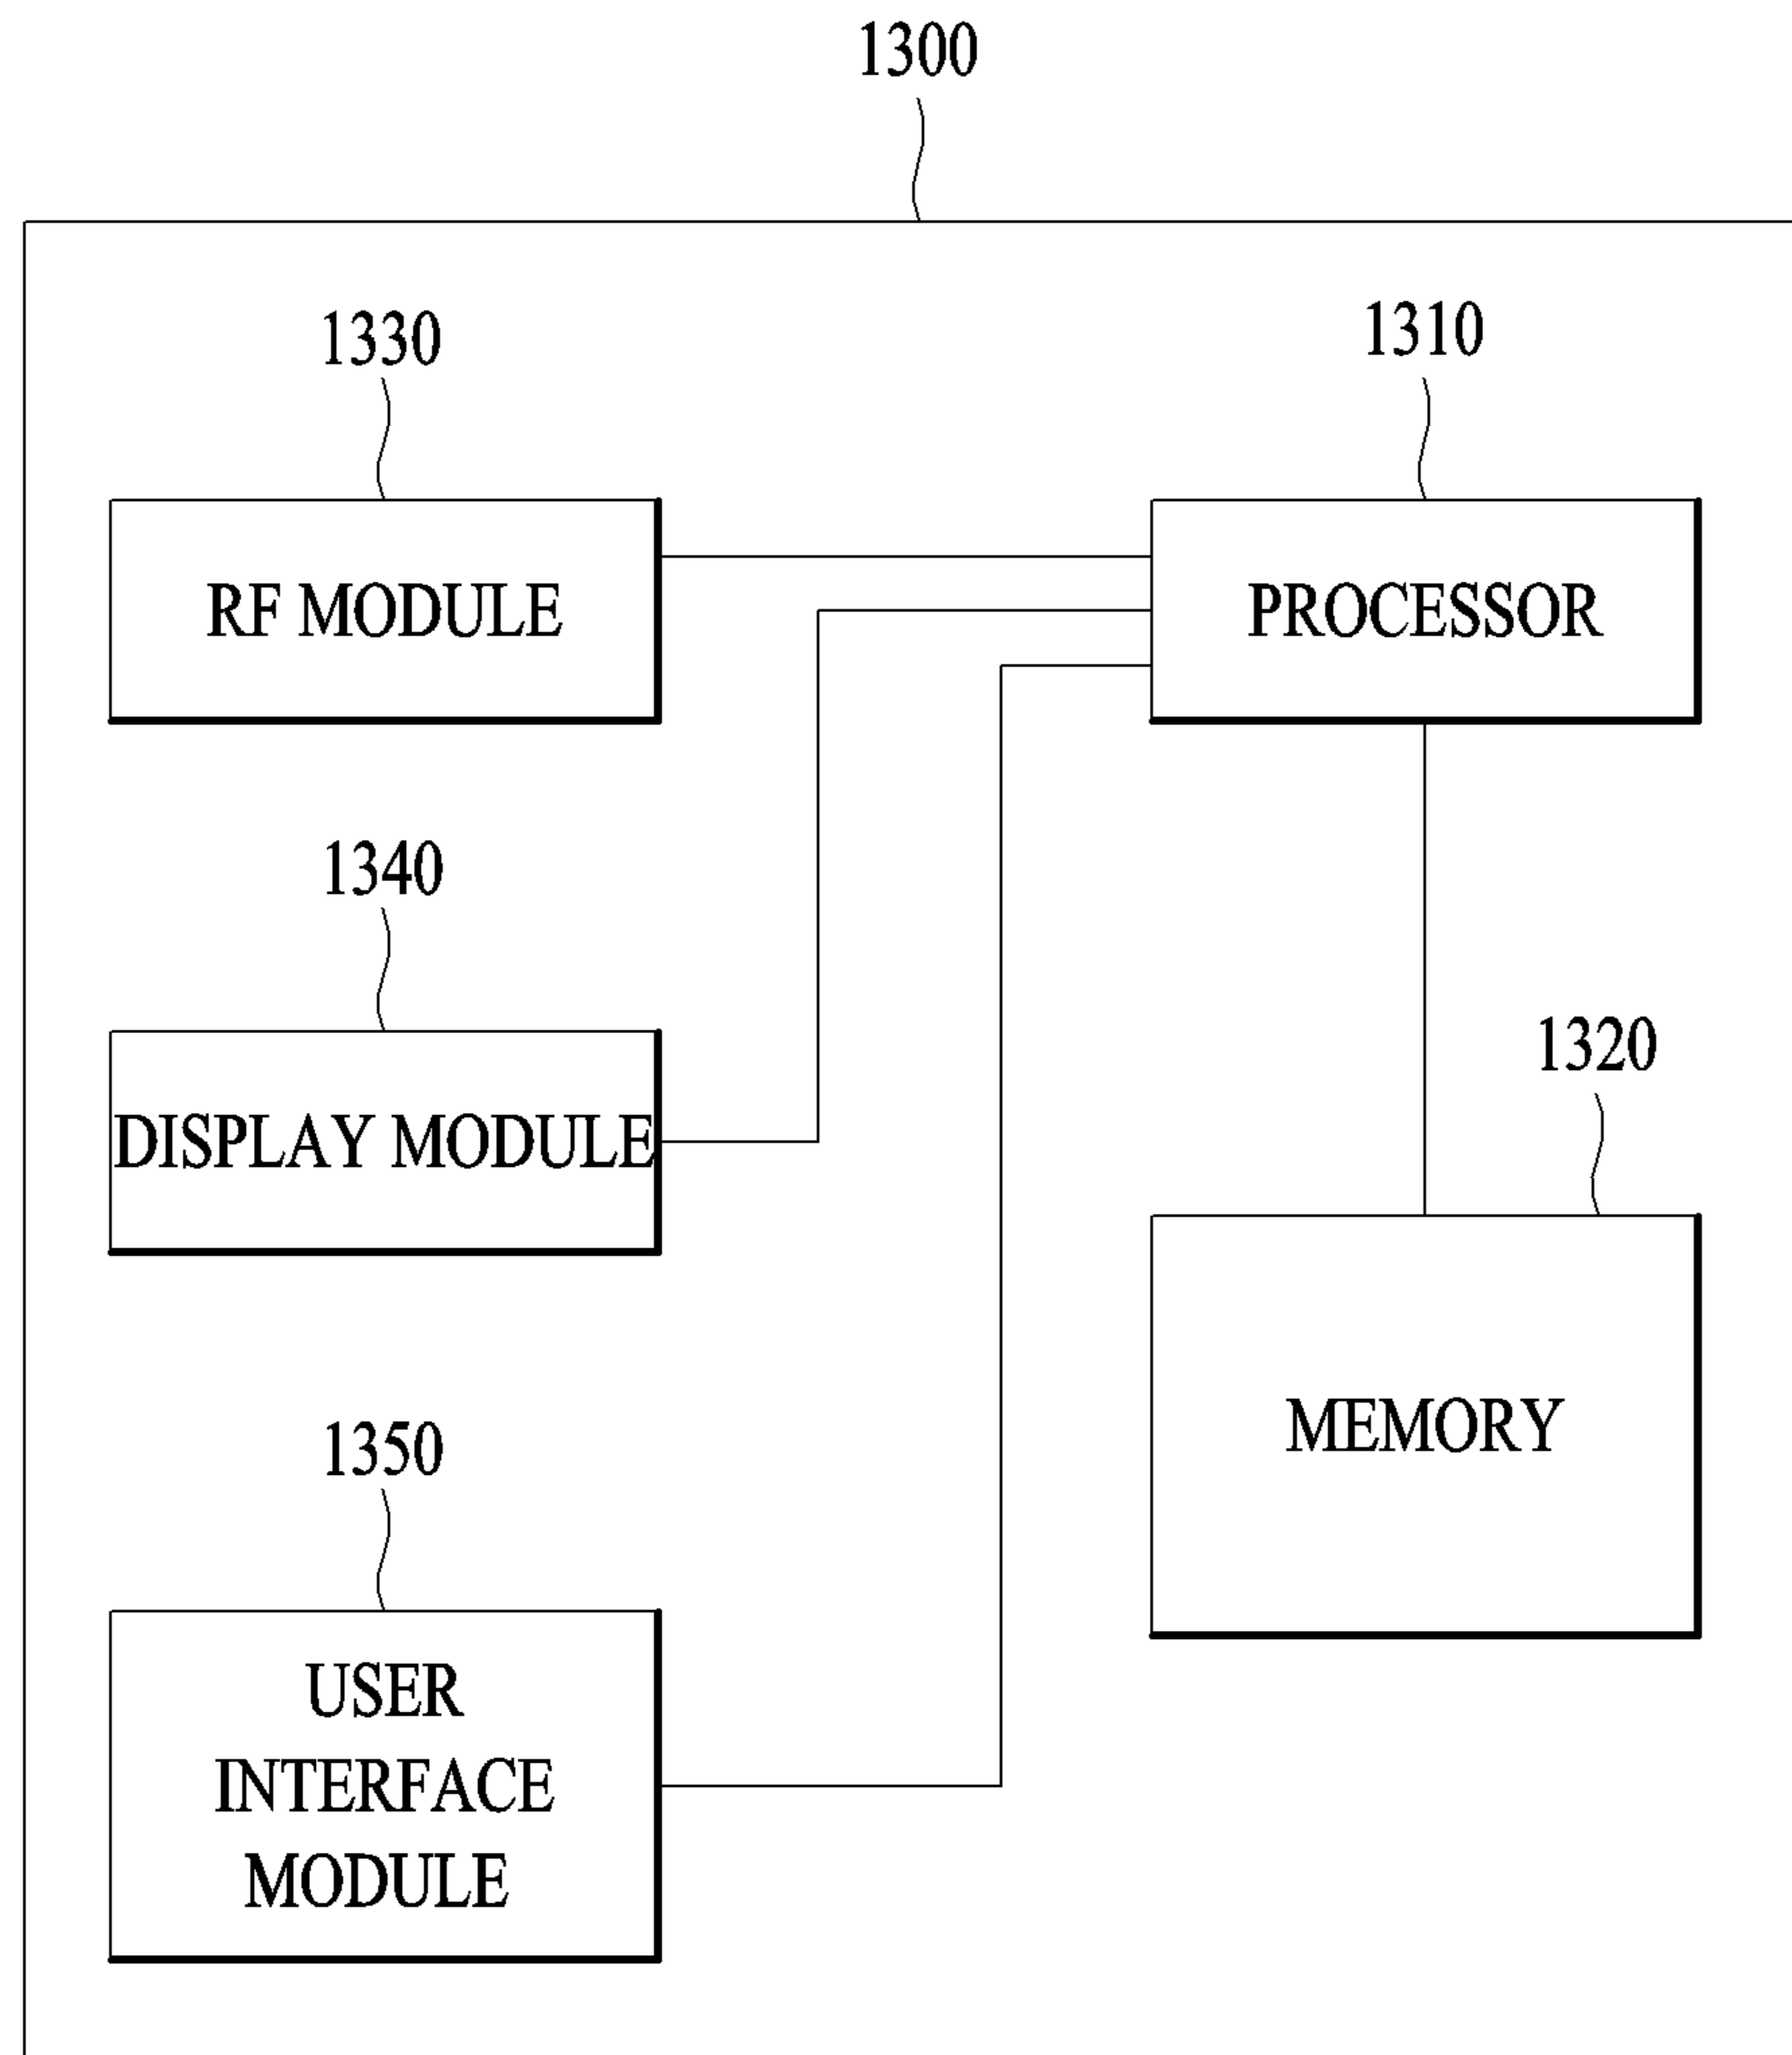 1300
1330
1310
RF MODULE
PROCESSOR
1340
1320
DISPLAY MODULE
MEMORY
1350
USER
INTERFACE
MODULE